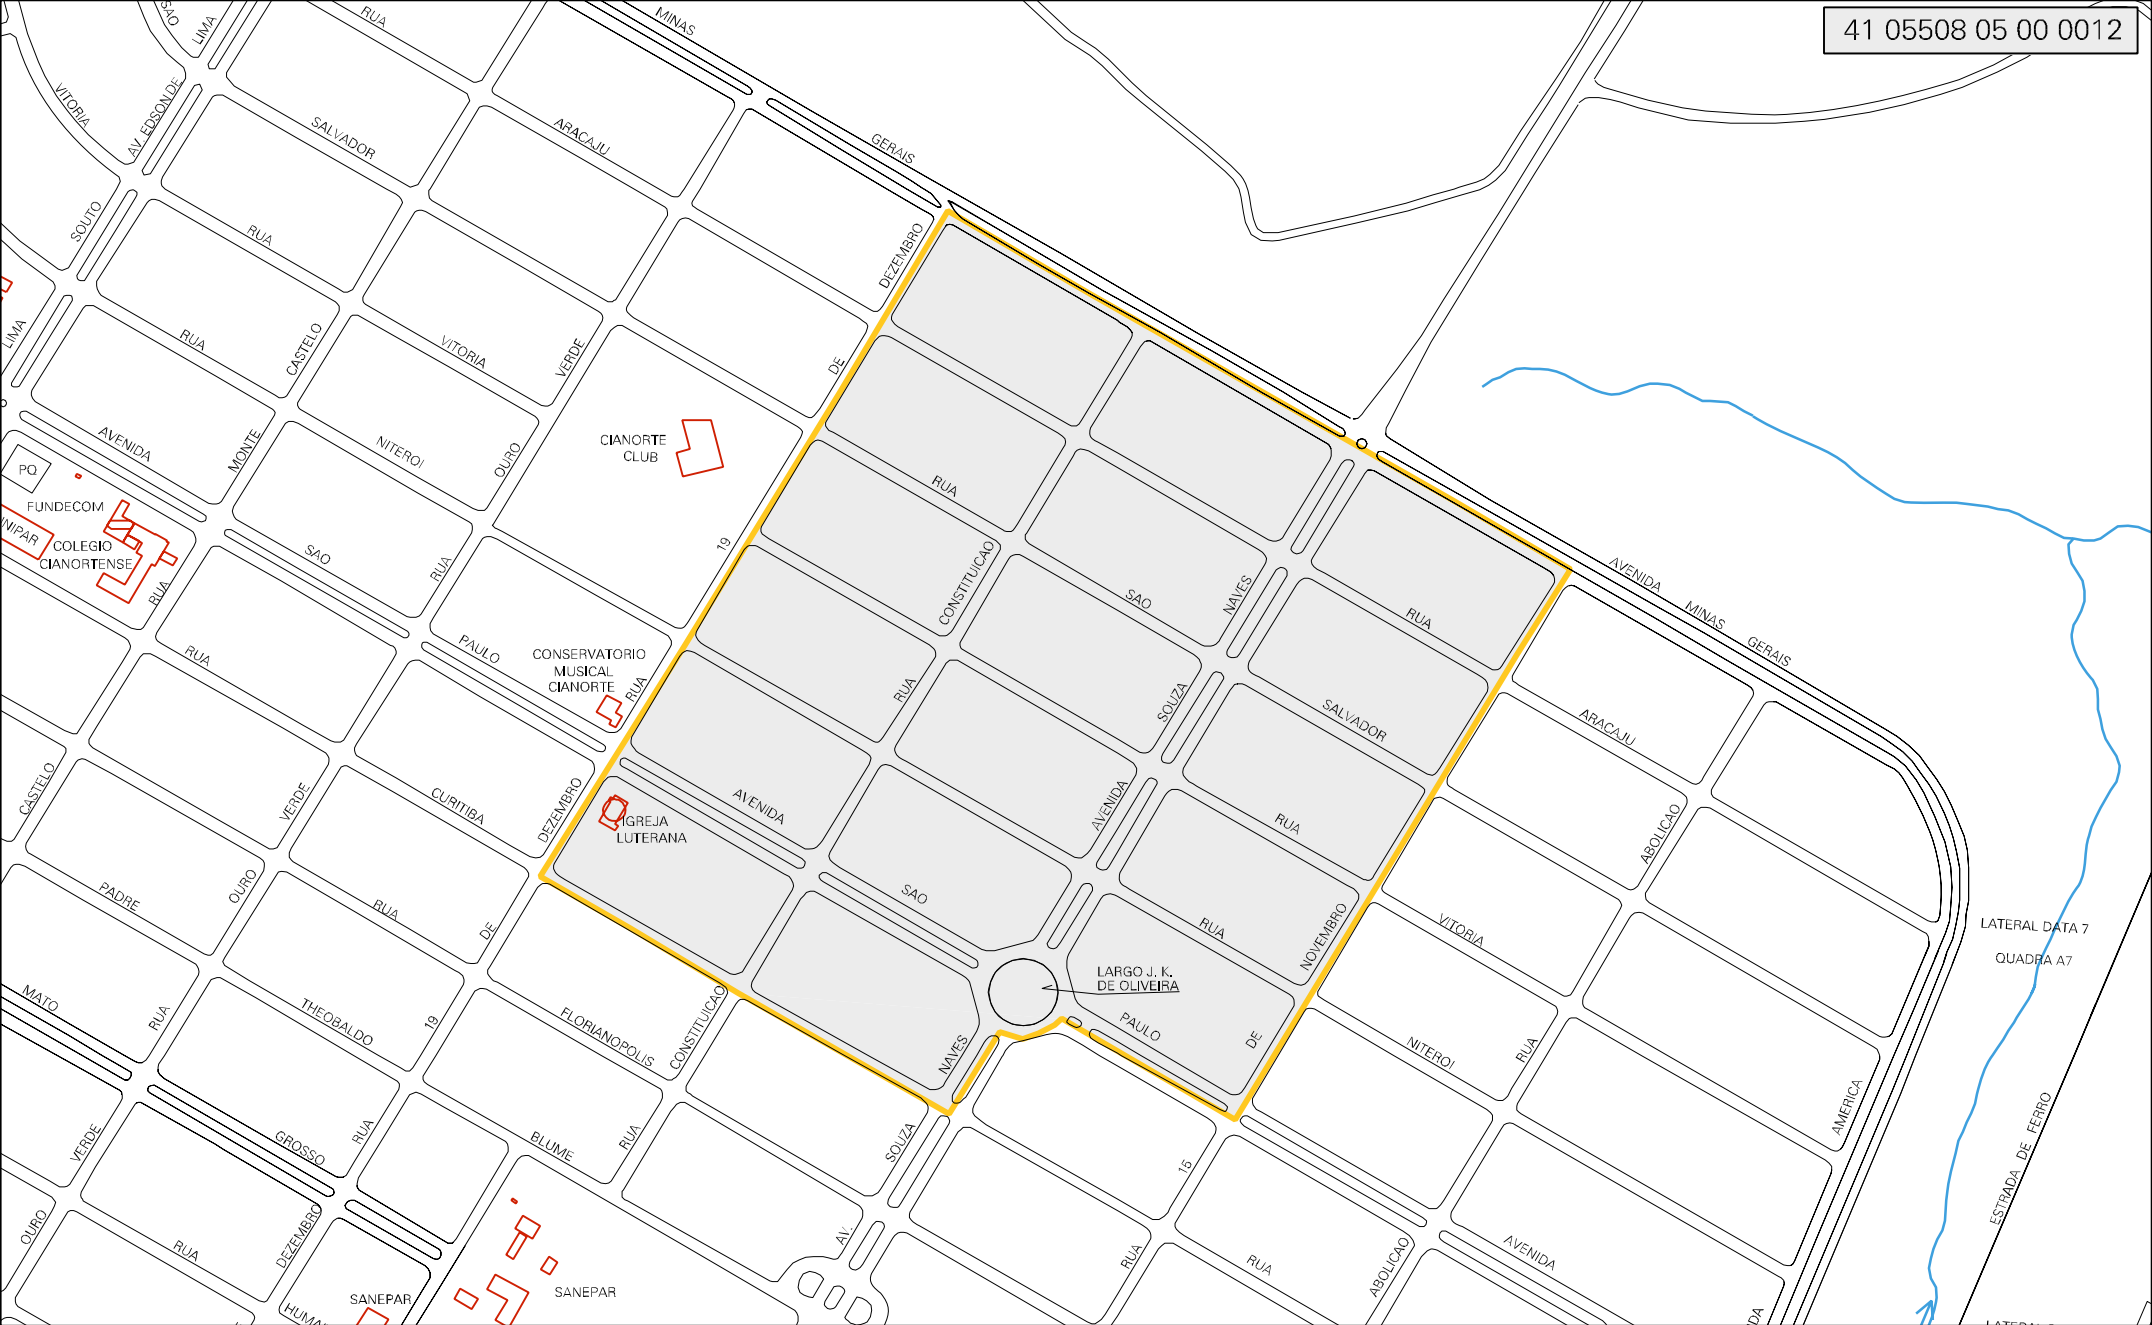 41 05508 05 00 0012
MINAS
RUA
SAO
LIMA
VITORIA
AV. EDSON DE
SALVADOR
ARACAJU
GERAIS
SOUTO
RUA
DEZEMBRO
LIMA
RUA
CASTELO
VITORIA
VERDE
DE
AVENIDA
MONTE
NITEROI
OURO
CIANORTE
CLUB
PQ
FUNDECOM
COLEGIO
CIANORTENSE
RUA
SAO
RUA
19
RUA
CONSTITUICAO
SAO
NAVES
RUA
AVENIDA
MINAS
GERAIS
RUA
PAULO
CONSERVATORIO
MUSICAL
CIANORTE
RUA
RUA
SOUZA
SALVADOR
ARACAJU
CASTELO
VERDE
CURITIBA
DEZEMBRO
IGREJA
LUTERANA
AVENIDA
AVENIDA
RUA
ABOLICAO
PADRE
OURO
RUA
DE
SAO
RUA
NOVEMBRO
VITORIA
LATERAL DATA 7
QUADRA A7
LARGO J. K.
DE OLIVEIRA
MATO
RUA
THEOBALDO
19
FLORIANOPOLIS
CONSTITUICAO
NAVES
PAULO
DE
NITEROI
RUA
AMERICA
ESTRADA DE FERRO
VERDE
GROSSO
RUA
BLUME
RUA
SOUZA
15
OURO
RUA
DEZEMBRO
AV.
RUA
RUA
ABOLICAO
AVENIDA
SANEPAR
SANEPAR